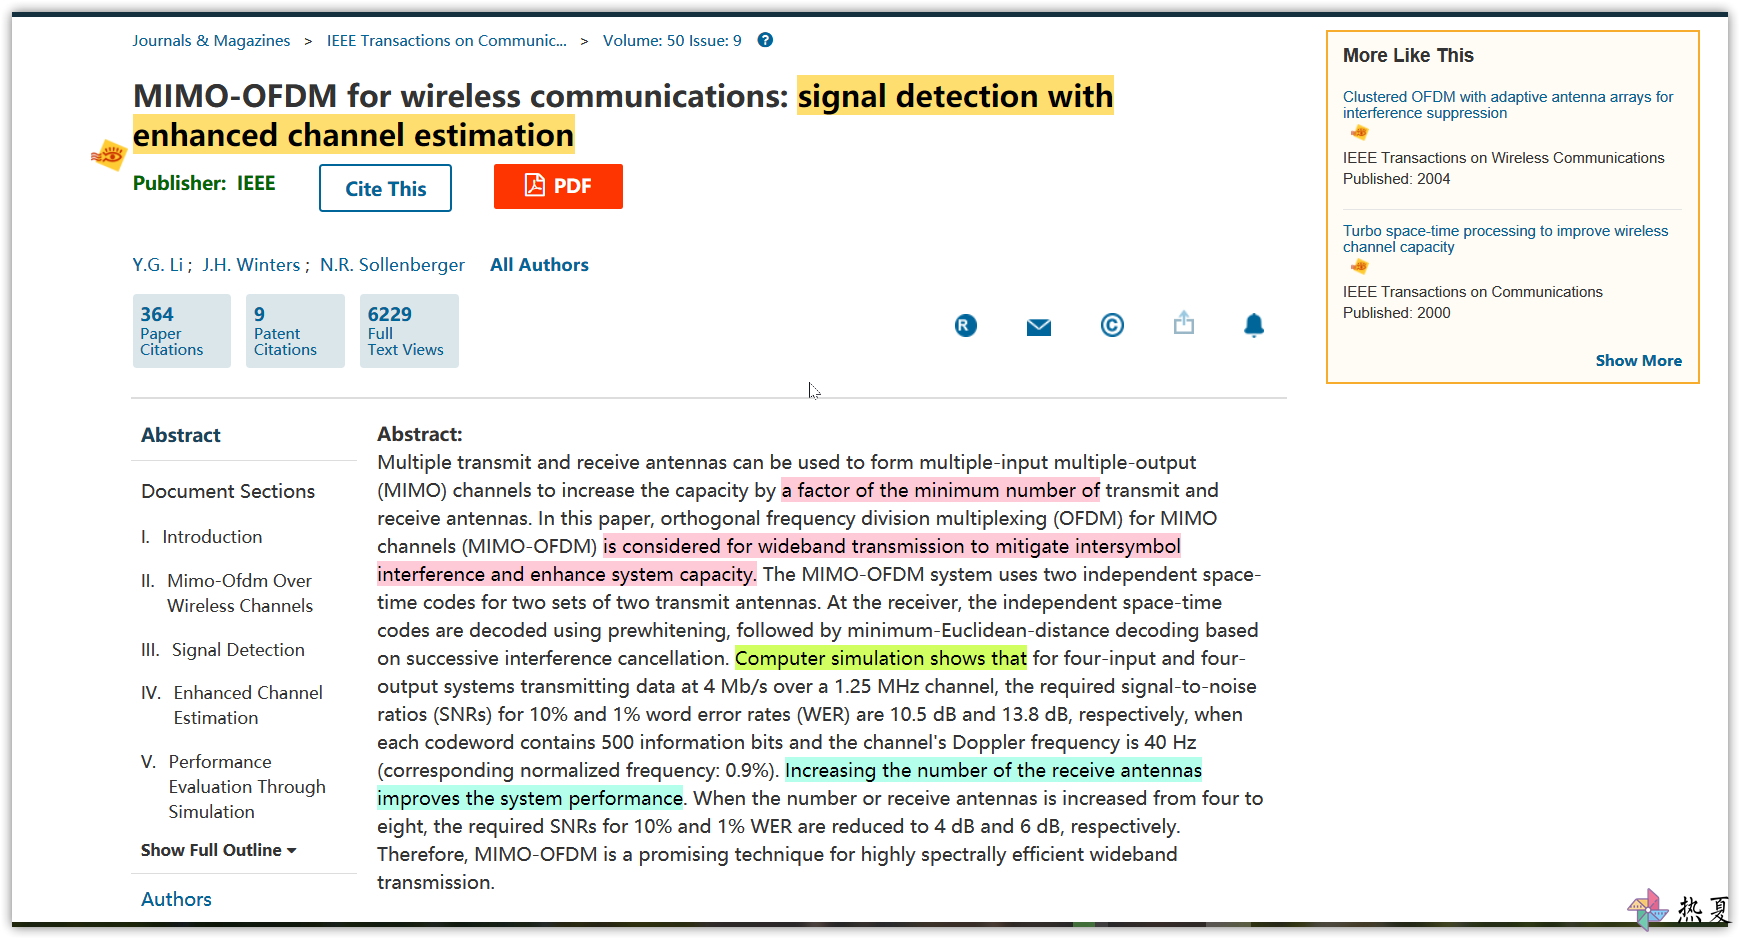 Journals & Magazines > IEEE Transactions on Communic... > Volume: 50 Issue: 9 ?
MIMO-OFDM for wireless communications: signal detection with
enhanced channel estimation
Publisher: IEEE
Cite This
PDF
Y.G. Li ; J.H. Winters ; N.R. Sollenberger All Authors
364
Paper
Citations
9
Patent
Citations
6229
Full
Text Views
R
©
Abstract
Document Sections
I. Introduction
II. Mimo-Ofdm Over
Wireless Channels
III. Signal Detection
IV. Enhanced Channel
Estimation
V. Performance
Evaluation Through
Simulation
Show Full Outline
Authors
Abstract:
Multiple transmit and receive antennas can be used to form multiple-input multiple-output
(MIMO) channels to increase the capacity by a factor of the minimum number of transmit and
receive antennas. In this paper, orthogonal frequency division multiplexing (OFDM) for MIMO
channels (MIMO-OFDM) is considered for wideband transmission to mitigate intersymbol
interference and enhance system capacity. The MIMO-OFDM system uses two independent space-
time codes for two sets of two transmit antennas. At the receiver, the independent space-time
codes are decoded using prewhitening, followed by minimum-Euclidean-distance decoding based
on successive interference cancellation. Computer simulation shows that for four-input and four-
output systems transmitting data at 4 Mb/s over a 1.25 MHz channel, the required signal-to-noise
ratios (SNRs) for 10% and 1% word error rates (WER) are 10.5 dB and 13.8 dB, respectively, when
each codeword contains 500 information bits and the channel's Doppler frequency is 40 Hz
(corresponding normalized frequency: 0.9%). Increasing the number of the receive antennas
improves the system performance. When the number or receive antennas is increased from four to
eight, the required SNRs for 10% and 1% WER are reduced to 4 dB and 6 dB, respectively.
Therefore, MIMO-OFDM is a promising technique for highly spectrally efficient wideband
transmission.
More Like This
Clustered OFDM with adaptive antenna arrays for
interference suppression
IEEE Transactions on Wireless Communications
Published: 2004
Turbo space-time processing to improve wireless
channel capacity
IEEE Transactions on Communications
Published: 2000
Show More
热夏